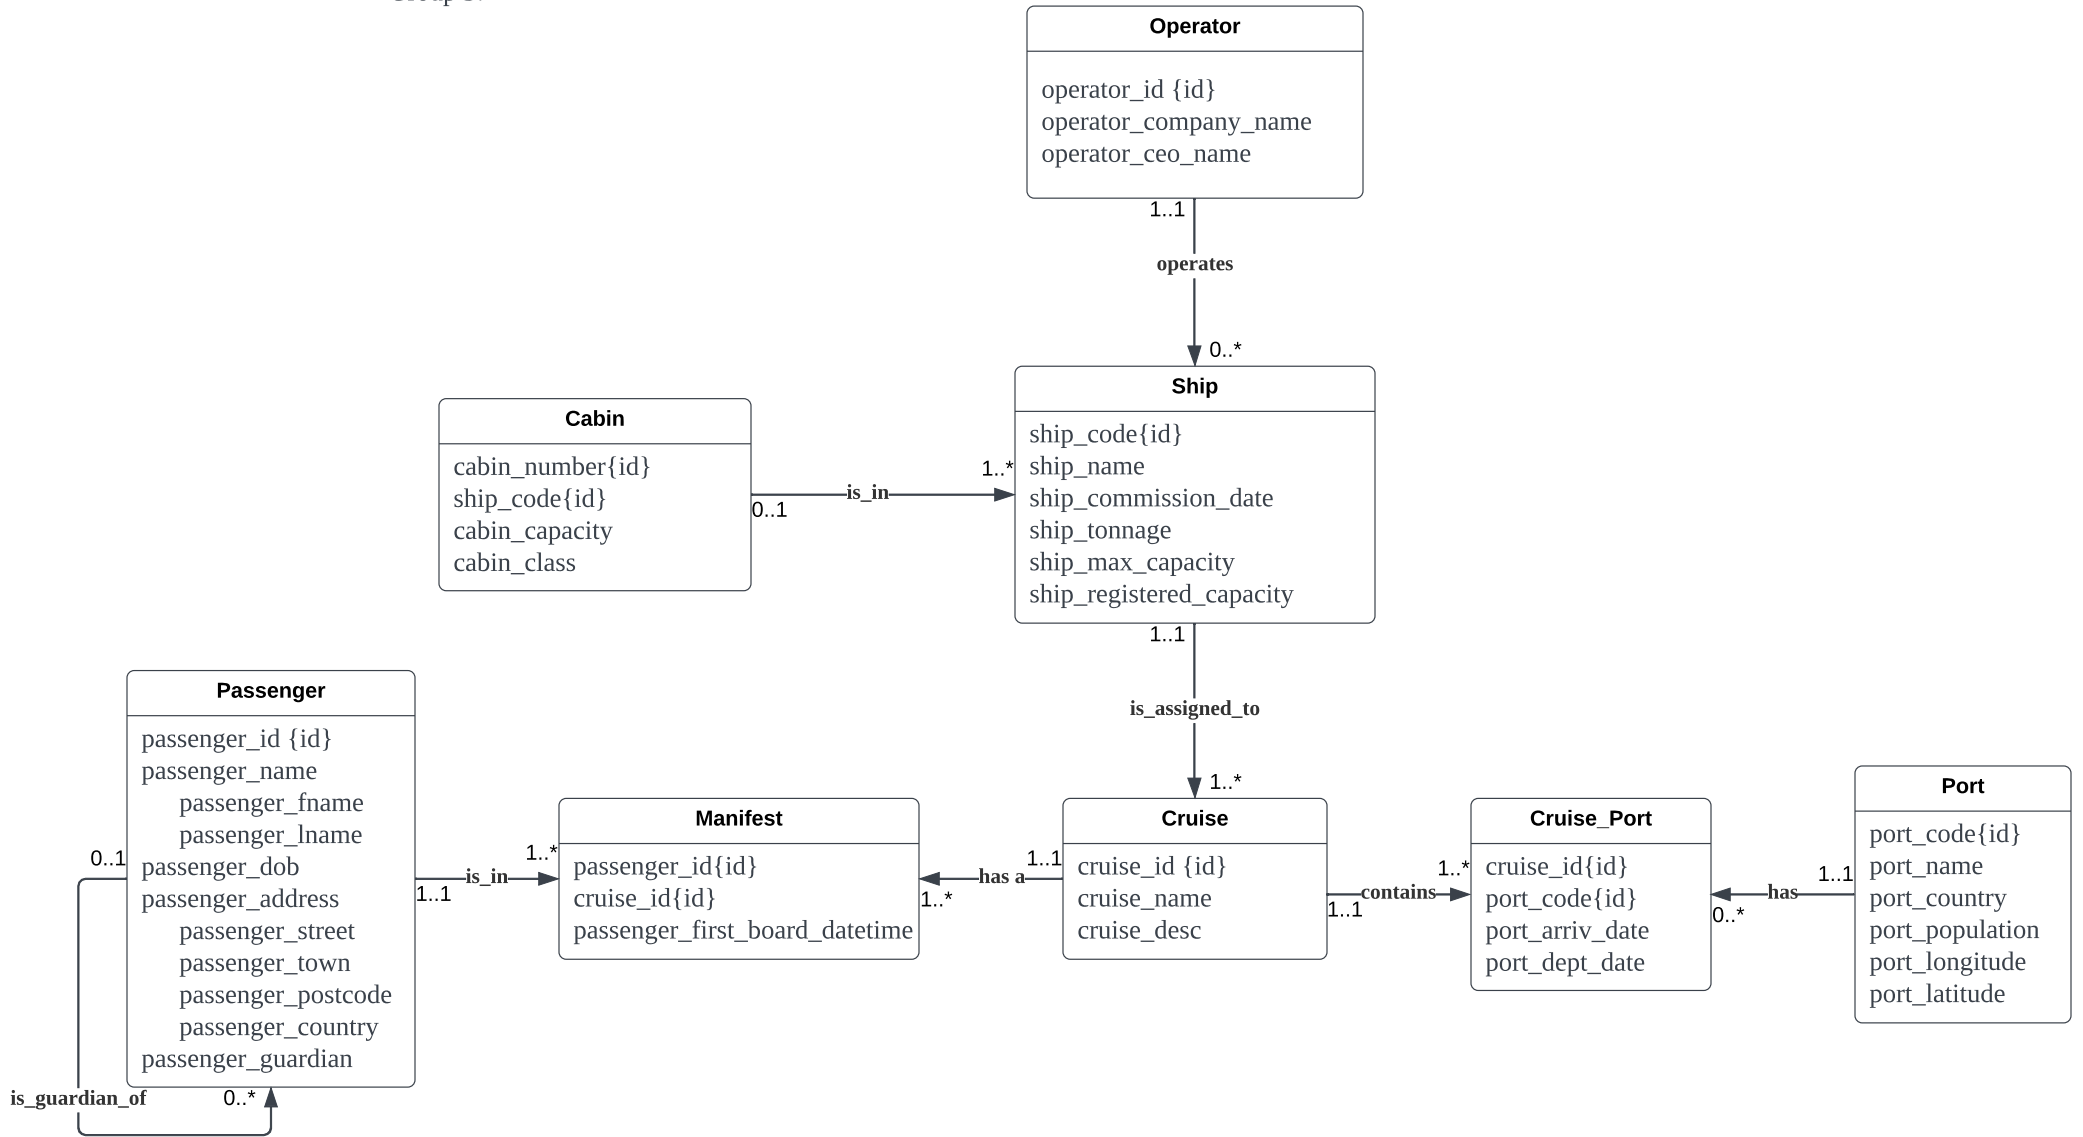 Operator
operator_id {id}
operator_company_name
operator_ceo_name
1..1
operates
0..*
Ship
ship_code{id}
ship_name
ship_commission_date
ship_tonnage
ship_max_capacity
ship_registered_capacity
Cabin
cabin_number{id}
ship_code{id}
cabin_capacity
cabin_class
0..1
is_in
1..*
1..1
is_assigned_to
1..*
Passenger
passenger_id {id}
passenger_name
passenger_fname
passenger_lname
passenger_dob
passenger_address
passenger_street
passenger_town
passenger_postcode
passenger_country
passenger_guardian
0..1
is_guardian_of
0..*
1..1
is_in
1..*
Manifest
passenger_id{id}
cruise_id{id}
passenger_first_board_datetime
1..*
has a
1..1
Cruise
cruise_id {id}
cruise_name
cruise_desc
1..1
contains
1..*
Cruise_Port
cruise_id{id}
port_code{id}
port_arriv_date
port_dept_date
0..*
has
1..1
Port
port_code{id}
port_name
port_country
port_population
port_longitude
port_latitude